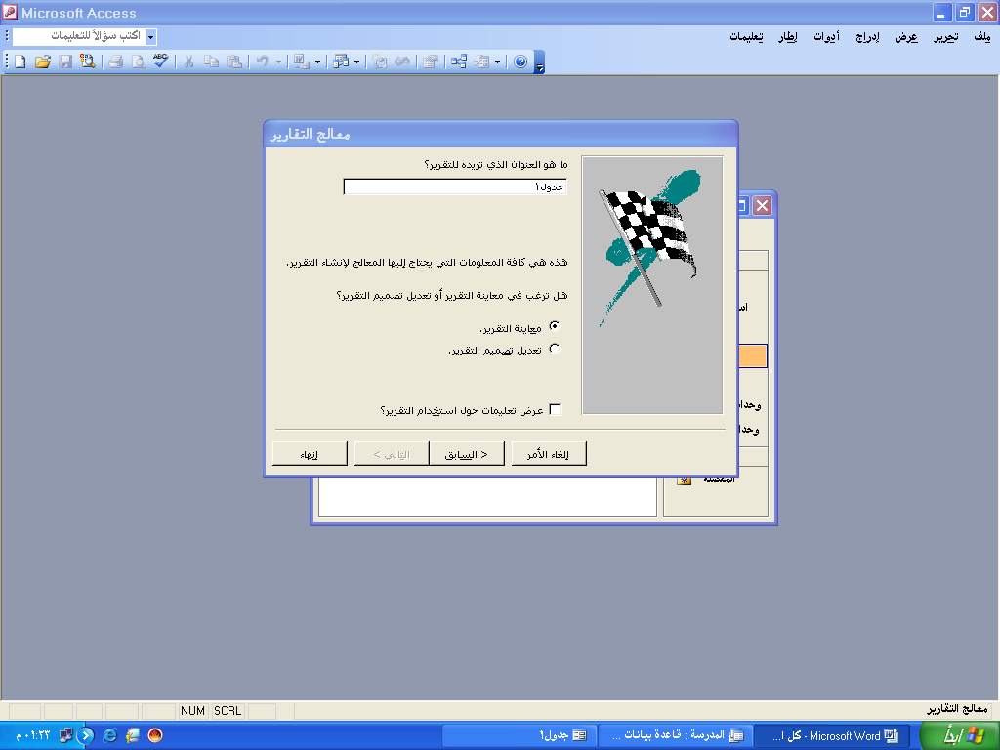 Microsoft Access
ملف تحرير عرض إدراج أدوات إطار تعليمات
اكتب سؤالاً للتعليمات
معالج التقارير
ما هو العنوان الذي تريده للتقرير؟
جدول١
هذه هي كافة المعلومات التي يحتاج إليها المعالج لإنشاء التقرير.
هل ترغب في معاينة التقرير أو تعديل تصميم التقرير؟
معاينة التقرير.
تعديل تصميم التقرير.
عرض تعليمات حول استخدام التقرير؟
إلغاء الأمر
< السابق
التالي >
إنهاء
اس
وحدا
وحدا
المفضلة
معالج التقارير
NUM SCRL
ابدأ
Microsoft Word - كل ا...
المدرسة : قاعدة بيانات ...
جدول١
٠١:٢٣ م